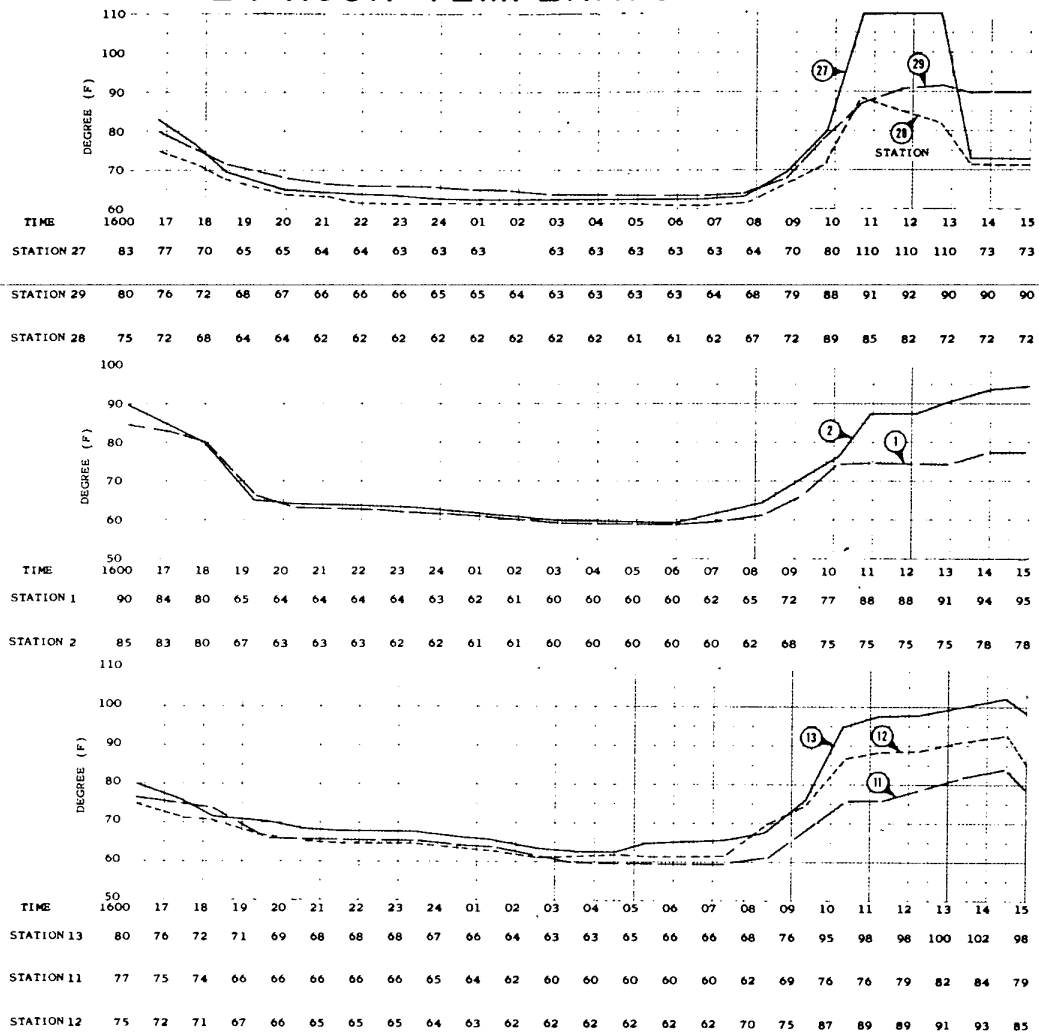 110
100
90
80
70
60
DEGREE (F)
27
29
28
STATION
TIME 1600 17 18 19 20 21 22 23 24 01 02 03 04 05 06 07 08 09 10 11 12 13 14 15
STATION 27 83 77 70 65 65 64 64 63 63 63 63 63 63 63 63 64 70 80 110 110 110 73 73
STATION 29 80 76 72 68 67 66 66 66 65 65 64 63 63 63 63 64 68 79 88 91 92 90 90 90
STATION 28 75 72 68 64 64 62 62 62 62 62 62 62 62 61 61 62 67 72 89 85 82 72 72 72
100
90
80
70
60
50
DEGREE (F)
2
1
TIME 1600 17 18 19 20 21 22 23 24 01 02 03 04 05 06 07 08 09 10 11 12 13 14 15
STATION 1 90 84 80 65 64 64 64 64 63 62 61 60 60 60 60 62 65 72 77 88 88 91 94 95
STATION 2 85 83 80 67 63 63 63 62 62 61 61 60 60 60 60 60 62 68 75 75 75 75 78 78
110
100
90
80
70
60
50
DEGREE (F)
13
12
11
TIME 1600 17 18 19 20 21 22 23 24 01 02 03 04 05 06 07 08 09 10 11 12 13 14 15
STATION 13 80 76 72 71 69 68 68 68 67 66 64 63 63 65 66 66 68 76 95 98 98 100 102 98
STATION 11 77 75 74 66 66 66 66 66 65 64 62 60 60 60 60 60 62 69 76 76 79 82 84 79
STATION 12 75 72 71 67 66 65 65 65 64 63 62 62 62 62 62 62 70 75 87 89 89 91 93 85